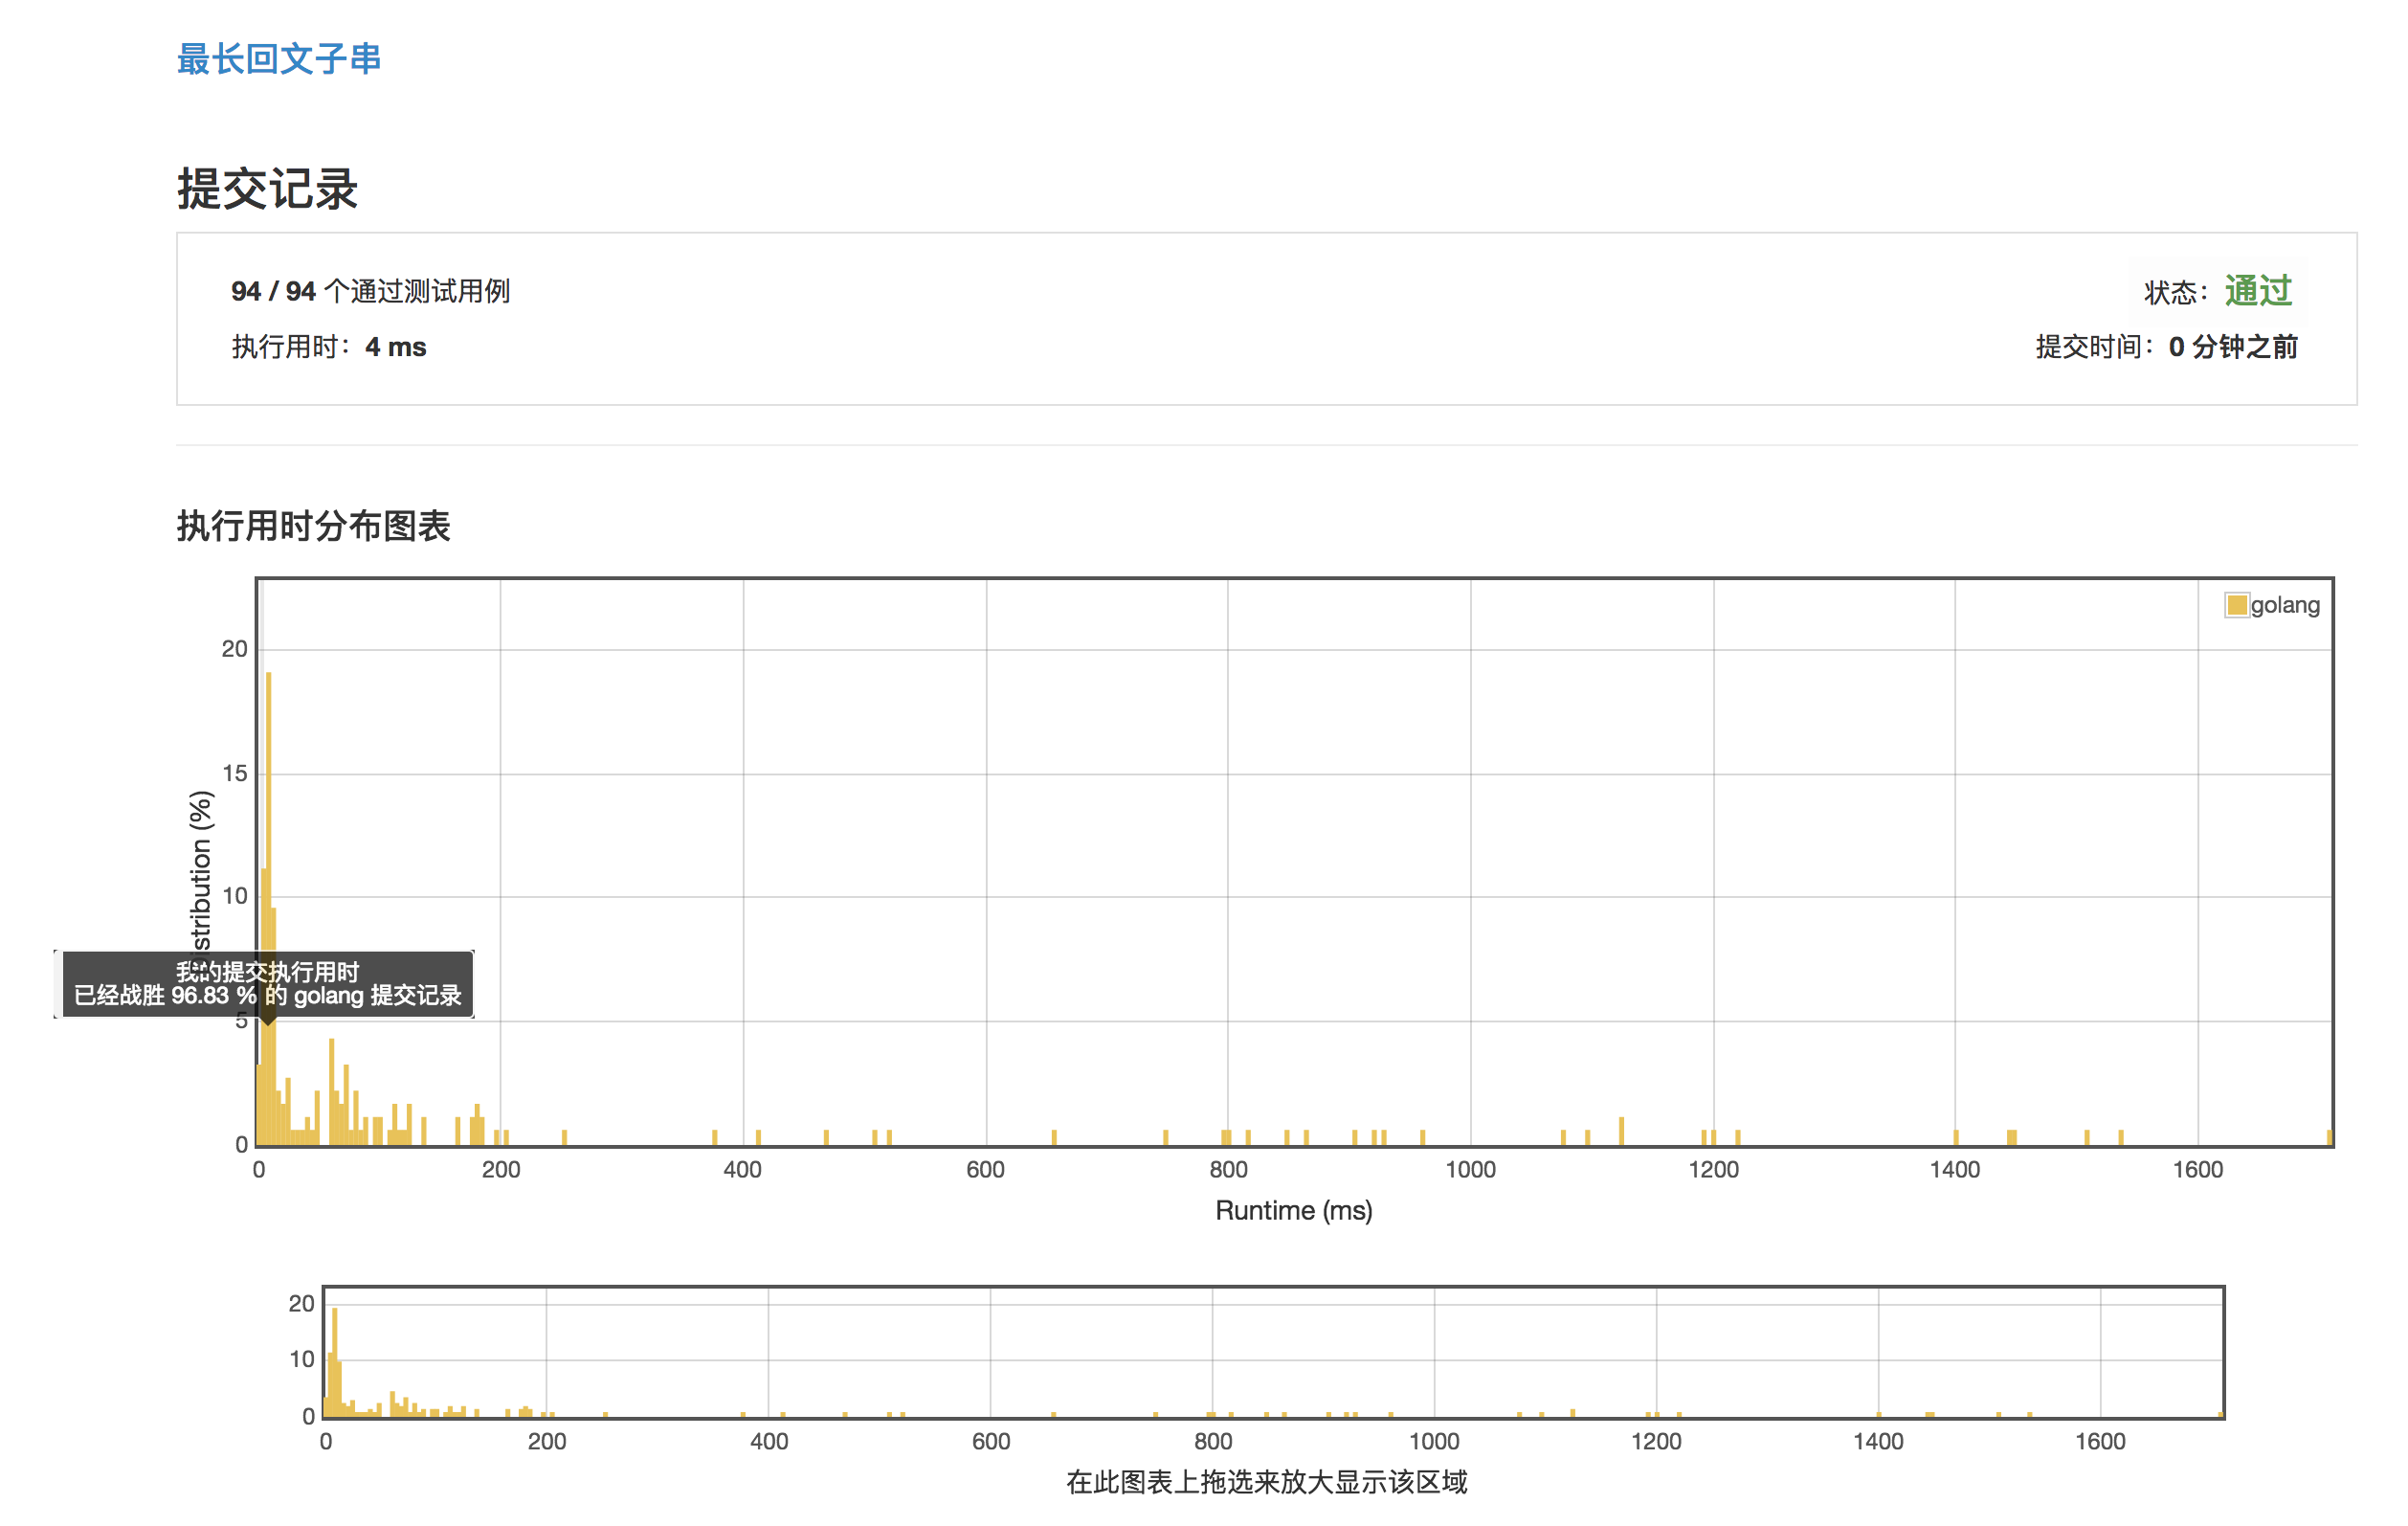 最长回文子串
提交记录
94 / 94 个通过测试用例
状态：通过
执行用时：4 ms
提交时间：0 分钟之前
执行用时分布图表
golang
20
15
10
5
0
Distribution (%)
我的提交执行用时
已经战胜 96.83 % 的 golang 提交记录
0 200 400 600 800 1000 1200 1400 1600
Runtime (ms)
20
10
0
0 200 400 600 800 1000 1200 1400 1600
在此图表上拖选来放大显示该区域